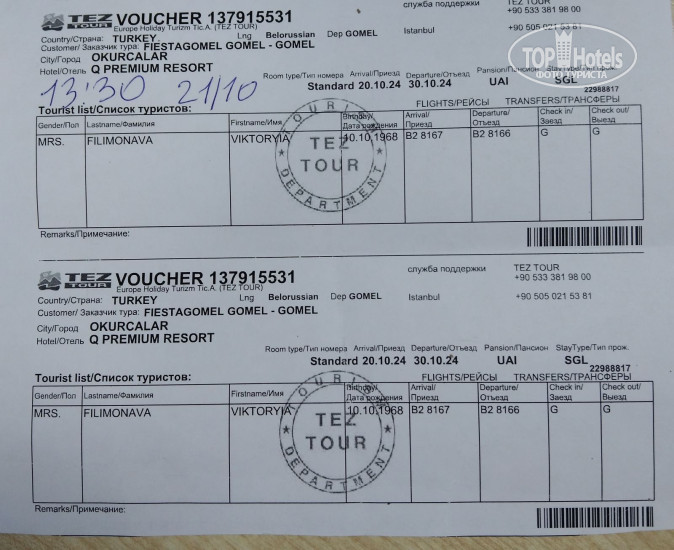 TEZ TOUR VOUCHER 137915531 служба поддержки TEZ TOUR
Europe Holiday Turizm Tic.A. (TEZ TOUR) +90 533 381 98 00
Country/Страна: TURKEY Lng Belorussian Dep GOMEL Istanbul +90 505 021 53 81
Customer/ Заказчик тура: FIESTAGOMEL GOMEL - GOMEL
City/Город OKURCALAR
Hotel/Отель Q PREMIUM RESORT
TOPHotels
ФОТО ТУРИСТА
Room type/Тип номера Arrival/Приезд Departure/Отъезд Pansion/Пансион StayType/Тип прож.
13:30 21/10 Standard 20.10.24 30.10.24 UAI SGL
22988817
Tourist list/Список туристов: FLIGHTS/РЕЙСЫ TRANSFERS/ТРАНСФЕРЫ
Gender/Пол Lastname/Фамилия Firstname/Имя Birthday/Дата рождения Arrival/Приезд Departure/Отъезд Check in/Заезд Check out/Выезд
MRS. FILIMONAVA VIKTORYIA 10.10.1968 B2 8167 B2 8166 G G
TOUR TEZ TOUR DEPARTMENT
Remarks/Примечание:
TEZ TOUR VOUCHER 137915531 служба поддержки TEZ TOUR
Europe Holiday Turizm Tic.A. (TEZ TOUR) +90 533 381 98 00
Country/Страна: TURKEY Lng Belorussian Dep GOMEL Istanbul +90 505 021 53 81
Customer/ Заказчик тура: FIESTAGOMEL GOMEL - GOMEL
City/Город OKURCALAR
Hotel/Отель Q PREMIUM RESORT
Room type/Тип номера Arrival/Приезд Departure/Отъезд Pansion/Пансион StayType/Тип прож.
Standard 20.10.24 30.10.24 UAI SGL
22988817
Tourist list/Список туристов: FLIGHTS/РЕЙСЫ TRANSFERS/ТРАНСФЕРЫ
Gender/Пол Lastname/Фамилия Firstname/Имя Birthday/Дата рождения Arrival/Приезд Departure/Отъезд Check in/Заезд Check out/Выезд
MRS. FILIMONAVA VIKTORYIA 10.10.1968 B2 8167 B2 8166 G G
TOUR TEZ TOUR DEPARTMENT
Remarks/Примечание: